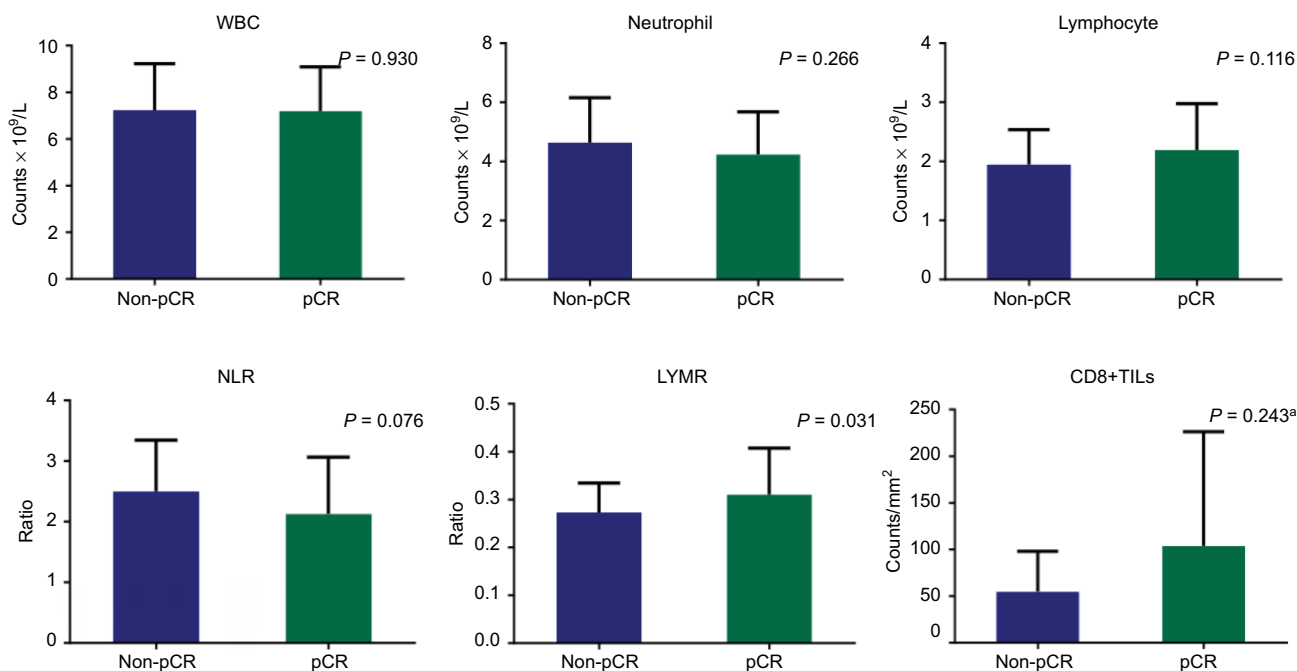 WBC
P = 0.930
Counts × 10⁹/L
10
8
6
4
2
0
Non-pCR pCR
Neutrophil
P = 0.266
Counts × 10⁹/L
8
6
4
2
0
Non-pCR pCR
Lymphocyte
P = 0.116
Counts × 10⁹/L
4
3
2
1
0
Non-pCR pCR
NLR
P = 0.076
Ratio
4
3
2
1
0
Non-pCR pCR
LYMR
P = 0.031
Ratio
0.5
0.4
0.3
0.2
0.1
0.0
Non-pCR pCR
CD8+TILs
P = 0.243ᵃ
Counts/mm²
250
200
150
100
50
0
Non-pCR pCR